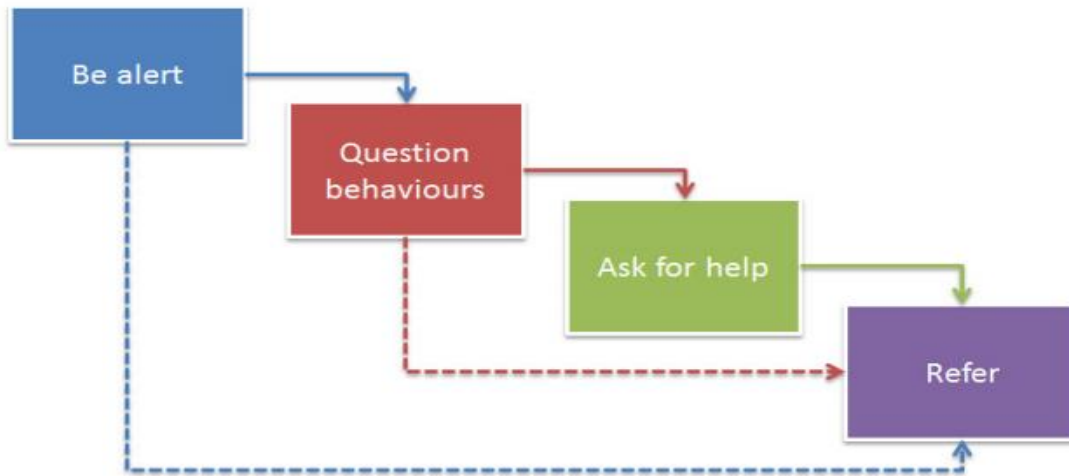 Be alert
Question
behaviours
Ask for help
Refer